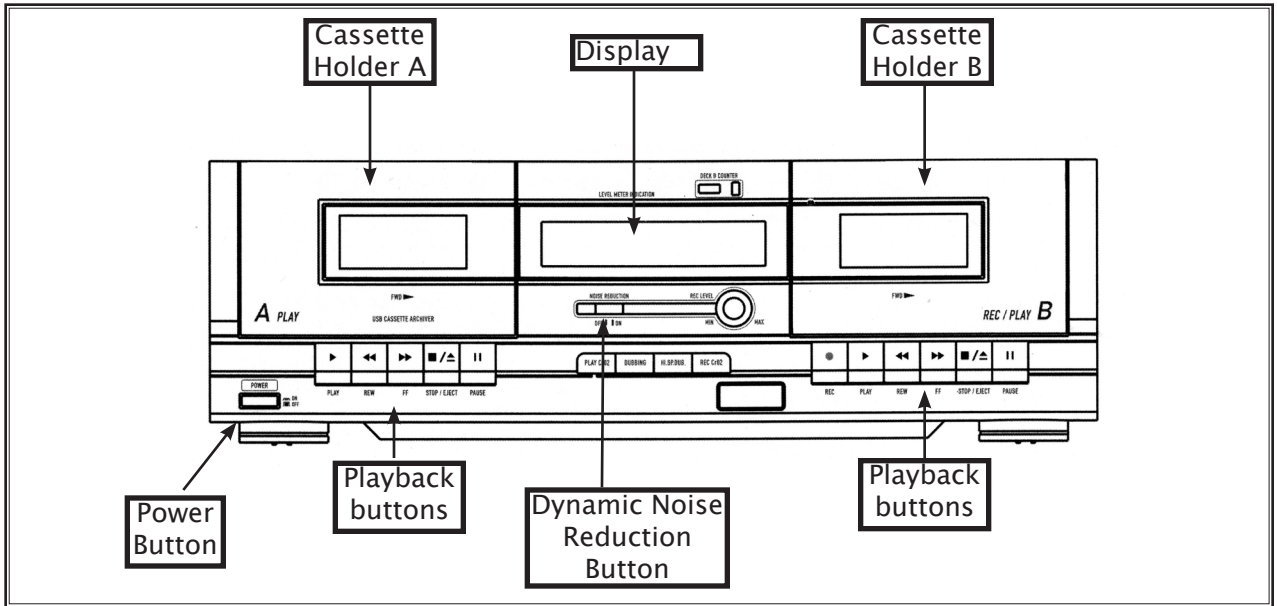 Cassette
Holder A
Display
Cassette
Holder B
DECK B COUNTER
LEVEL METER INDICATION
NOISE REDUCTION
REC LEVEL
OFF
ON
MIN
MAX
FWD
FWD
A PLAY
USB CASSETTE ARCHIVER
REC / PLAY B
PLAY Cr02
DUBBING
HI.SP.DUB
REC Cr02
POWER
ON
OFF
PLAY
REW
FF
STOP / EJECT
PAUSE
REC
PLAY
REW
FF
STOP / EJECT
PAUSE
Power
Button
Playback
buttons
Dynamic Noise
Reduction
Button
Playback
buttons